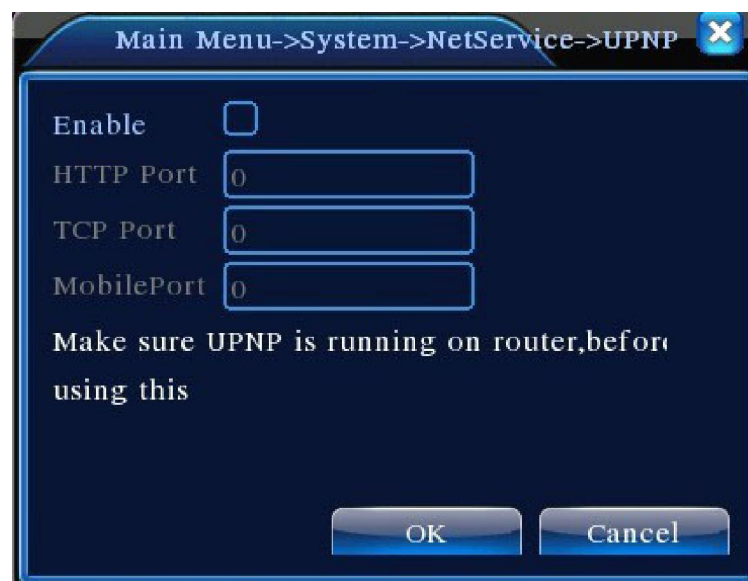 Main Menu->System->NetService->UPNP
Enable
HTTP Port 0
TCP Port 0
MobilePort 0
Make sure UPNP is running on router,befor
using this
OK Cancel